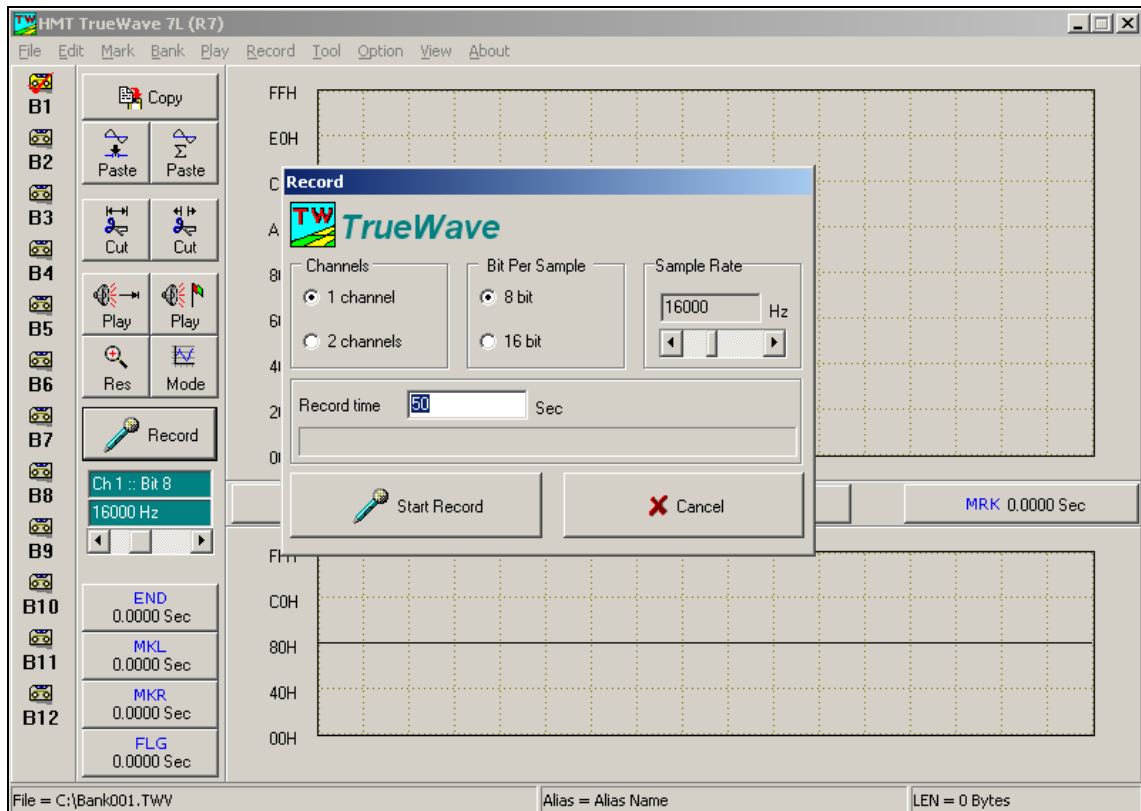 HMT TrueWave 7L (R7)
File Edit Mark Bank Play Record Tool Option View About
B1
B2
B3
B4
B5
B6
B7
B8
B9
B10
B11
B12
Copy
Paste Paste
Cut Cut
Play Play
Res Mode
Record
Ch 1 :: Bit 8
16000 Hz
END
0.0000 Sec
MKL
0.0000 Sec
MKR
0.0000 Sec
FLG
0.0000 Sec
FFH
E0H
Record
TW TrueWave
Channels
1 channel
2 channels
Bit Per Sample
8 bit
16 bit
Sample Rate
16000 Hz
Record time 50 Sec
Start Record
Cancel
MRK 0.0000 Sec
C0H
80H
40H
00H
File = C:\Bank001.TWV
Alias = Alias Name
LEN = 0 Bytes